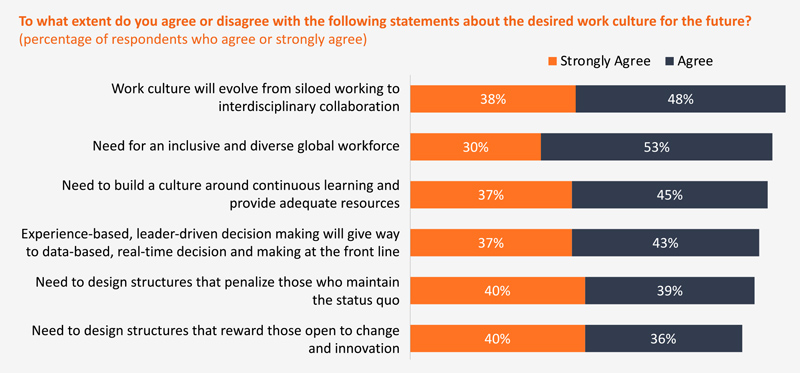 To what extent do you agree or disagree with the following statements about the desired work culture for the future?
(percentage of respondents who agree or strongly agree)
Strongly Agree Agree
Work culture will evolve from siloed working to
interdisciplinary collaboration
38% 48%
Need for an inclusive and diverse global workforce
30% 53%
Need to build a culture around continuous learning and
provide adequate resources
37% 45%
Experience-based, leader-driven decision making will give way
to data-based, real-time decision and making at the front line
37% 43%
Need to design structures that penalize those who maintain
the status quo
40% 39%
Need to design structures that reward those open to change
and innovation
40% 36%